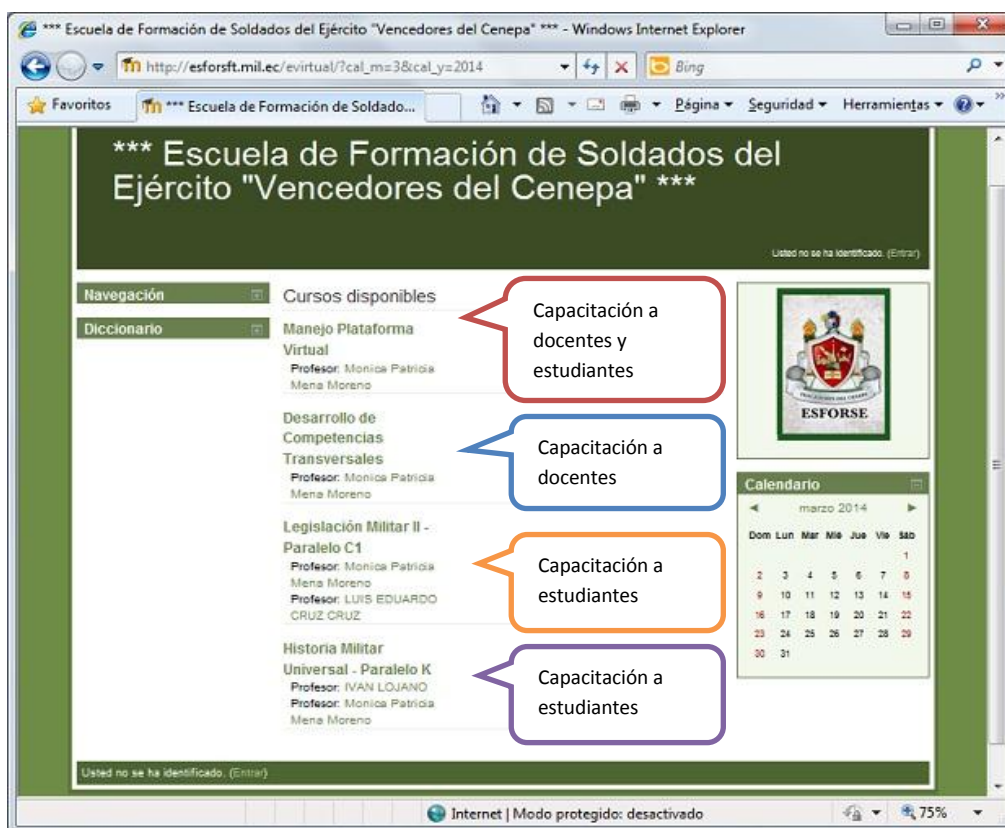 *** Escuela de Formación de Soldados del Ejército "Vencedores del Cenepa" *** - Windows Internet Explorer
http://esforsft.mil.ec/evirtual/?cal_m=3&cal_y=2014
Bing
Favoritos
*** Escuela de Formación de Soldado...
Página
Seguridad
Herramientas
*** Escuela de Formación de Soldados del
Ejército "Vencedores del Cenepa" ***
Usted no se ha identificado. (Entrar)
Navegación
Diccionario
Cursos disponibles
Manejo Plataforma
Virtual
Profesor: Monica Patricia
Mena Moreno
Capacitación a
docentes y
estudiantes
Desarrollo de
Competencias
Transversales
Profesor: Monica Patricia
Mena Moreno
Capacitación a
docentes
Legislación Militar II -
Paralelo C1
Profesor: Monica Patricia
Mena Moreno
Profesor: LUIS EDUARDO
CRUZ CRUZ
Capacitación a
estudiantes
Historia Militar
Universal - Paralelo K
Profesor: IVAN LOJANO
Profesor: Monica Patricia
Mena Moreno
Capacitación a
estudiantes
ESFORSE
Calendario
marzo 2014
Dom Lun Mar Mié Jue Vie Sáb
1
2 3 4 5 6 7 8
9 10 11 12 13 14 15
16 17 18 19 20 21 22
23 24 25 26 27 28 29
30 31
Usted no se ha identificado. (Entrar)
Internet | Modo protegido: desactivado
75%